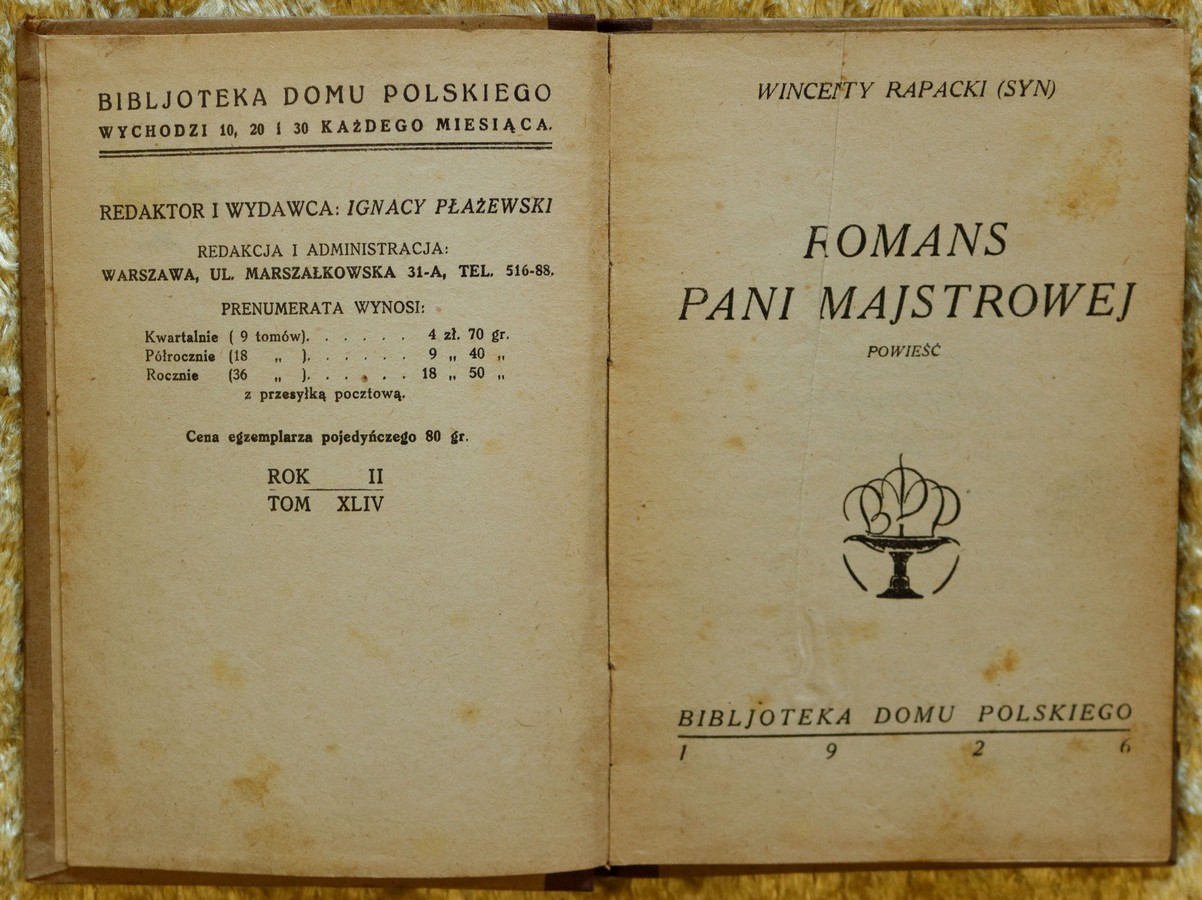 BIBLJOTEKA DOMU POLSKIEGO
WYCHODZI 10, 20 i 30 KAŻDEGO MIESIĄCA.
REDAKTOR I WYDAWCA: IGNACY PŁAŻEWSKI
REDAKCJA I ADMINISTRACJA:
WARSZAWA, UL. MARSZAŁKOWSKA 31-A, TEL. 516-88.
PRENUMERATA WYNOSI:
Kwartalnie ( 9 tomów). . . . . . 4 zł. 70 gr.
Półrocznie (18 „ ). . . . . . 9 „ 40 „
Rocznie (36 „ ). . . . . . 18 „ 50 „
z przesyłką pocztową.
Cena egzemplarza pojedyńczego 80 gr.
ROK II
TOM XLIV
WINCENTY RAPACKI (SYN)
ROMANS
PANI MAJSTROWEJ
POWIEŚĆ
BDP
BIBLJOTEKA DOMU POLSKIEGO
1 9 2 6